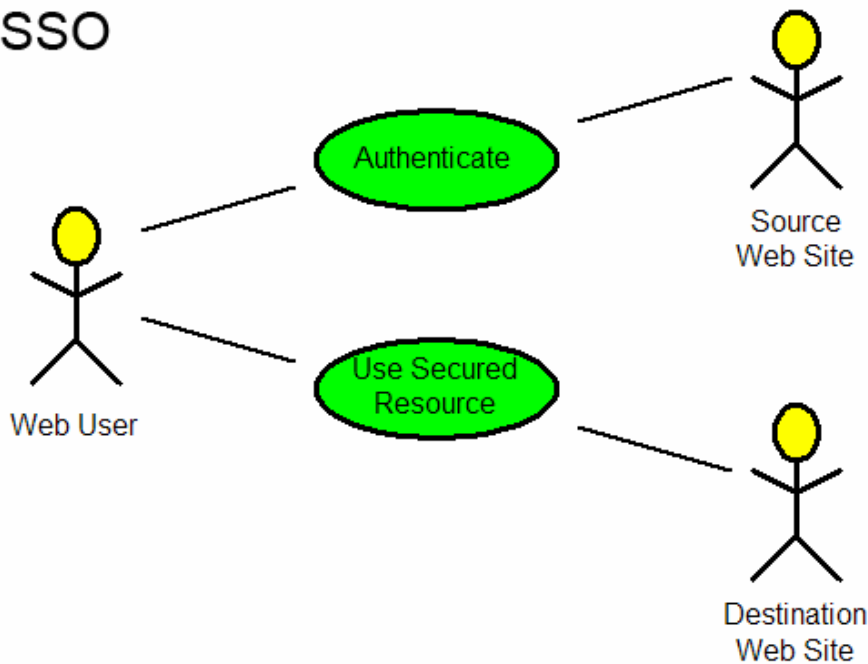 SSO
Authenticate
Source
Web Site
Use Secured
Resource
Web User
Destination
Web Site